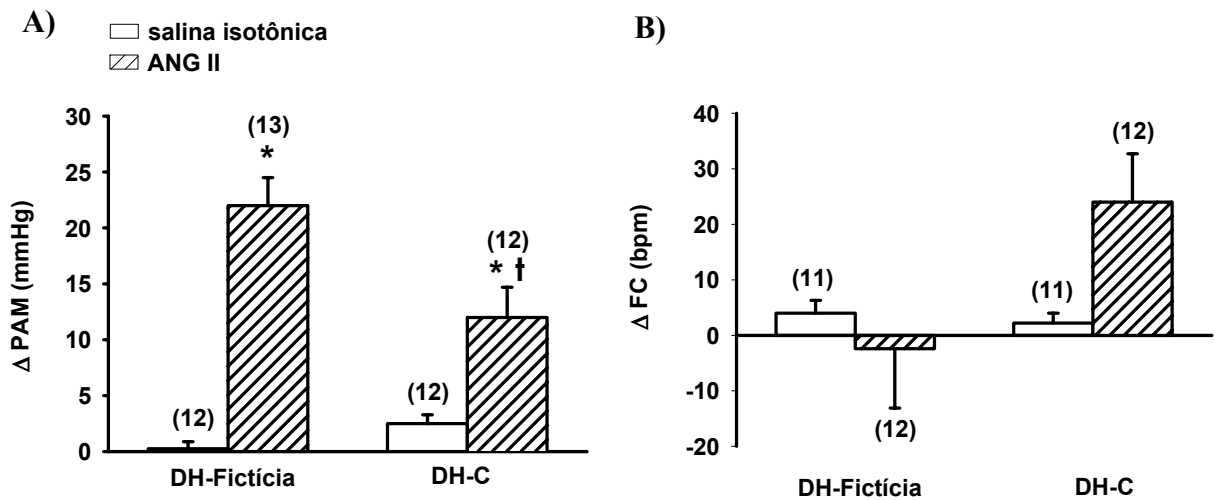 A)
salina isotônica
ANG II
B)
Δ PAM (mmHg)
30
25
20
15
10
5
0
(12)
(13)
*
(12)
(12)
* †
DH-Fictícia
DH-C
Δ FC (bpm)
40
30
20
10
0
-10
-20
(11)
(12)
(11)
(12)
DH-Fictícia
DH-C